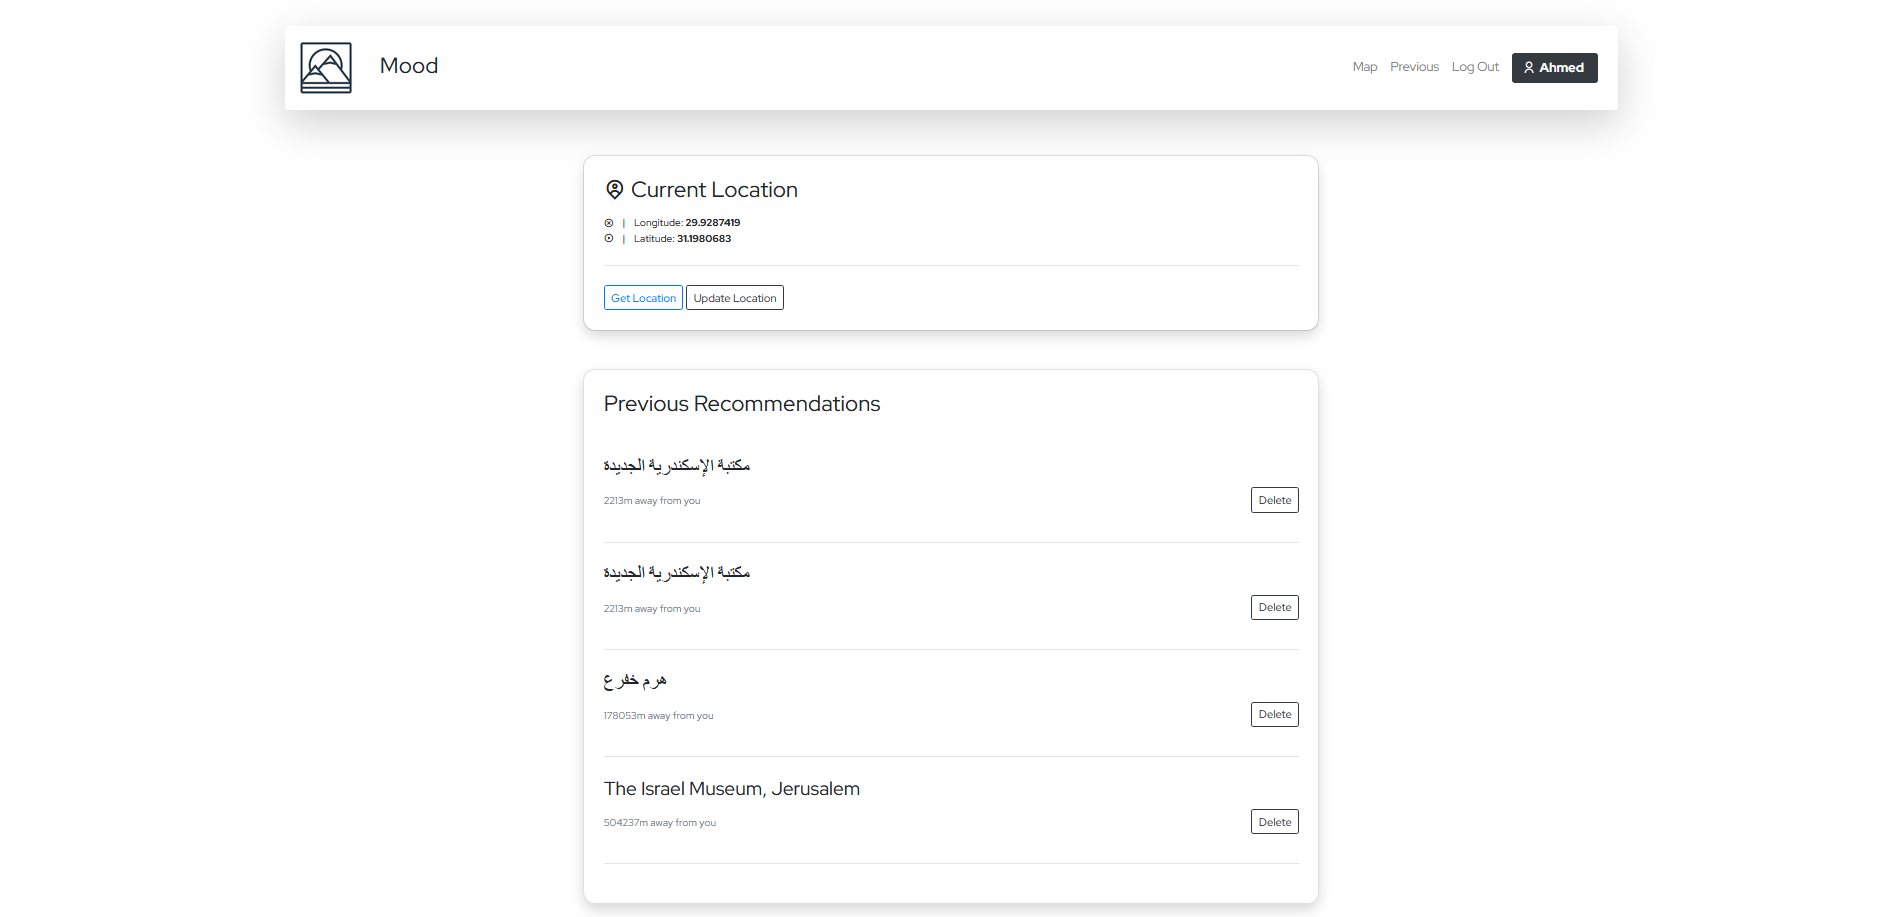 Mood
Map Previous Log Out Ahmed
Current Location
| Longitude: 29.9287419
| Latitude: 31.1980683
Get Location Update Location
Previous Recommendations
مكتبة الإسكندرية الجديدة
2213m away from you Delete
مكتبة الإسكندرية الجديدة
2213m away from you Delete
هرم خفرع
178053m away from you Delete
The Israel Museum, Jerusalem
504237m away from you Delete